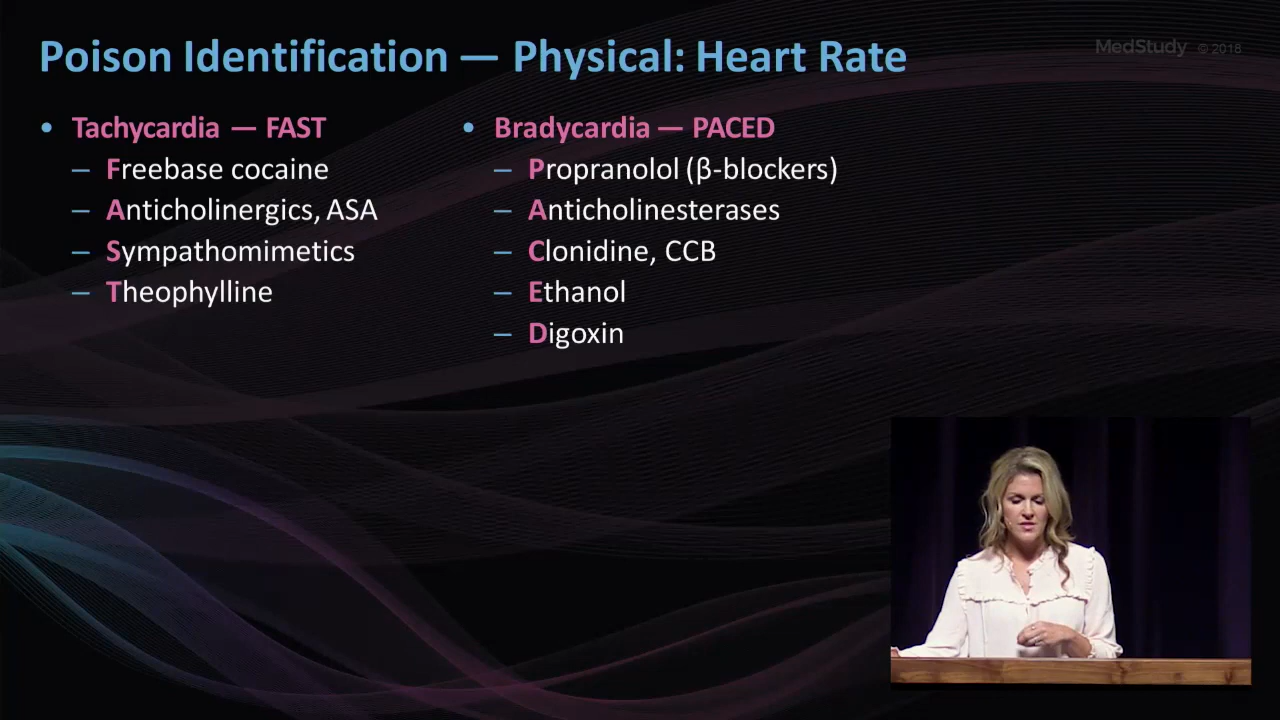 Poison Identification — Physical: Heart Rate
MedStudy © 2018
• Tachycardia — FAST
– Freebase cocaine
– Anticholinergics, ASA
– Sympathomimetics
– Theophylline
• Bradycardia — PACED
– Propranolol (β-blockers)
– Anticholinesterases
– Clonidine, CCB
– Ethanol
– Digoxin